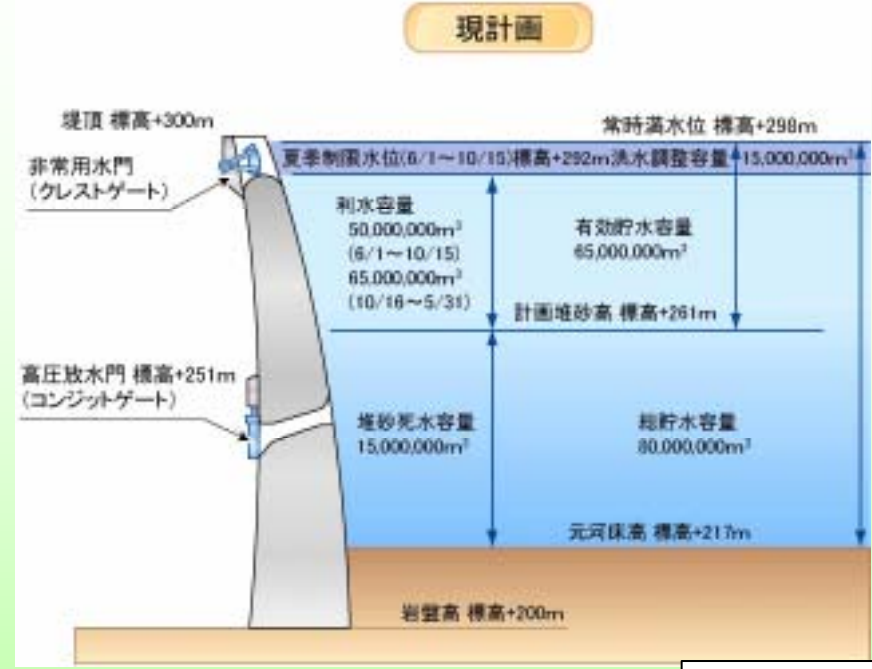 現計画
堤頂 標高+300m
常時満水位 標高+298m
非常用水門
(クレストゲート)
夏季制限水位(6/1～10/15)標高+292m洪水調整容量 15,000,000m³
利水容量
50,000,000m³
(6/1～10/15)
65,000,000m³
(10/16～5/31)
有効貯水容量
65,000,000m³
計画堆砂高 標高+261m
高圧放水門 標高+251m
(コンジットゲート)
堆砂死水容量
15,000,000m³
総貯水容量
80,000,000m³
元河床高 標高+217m
岩盤高 標高+200m